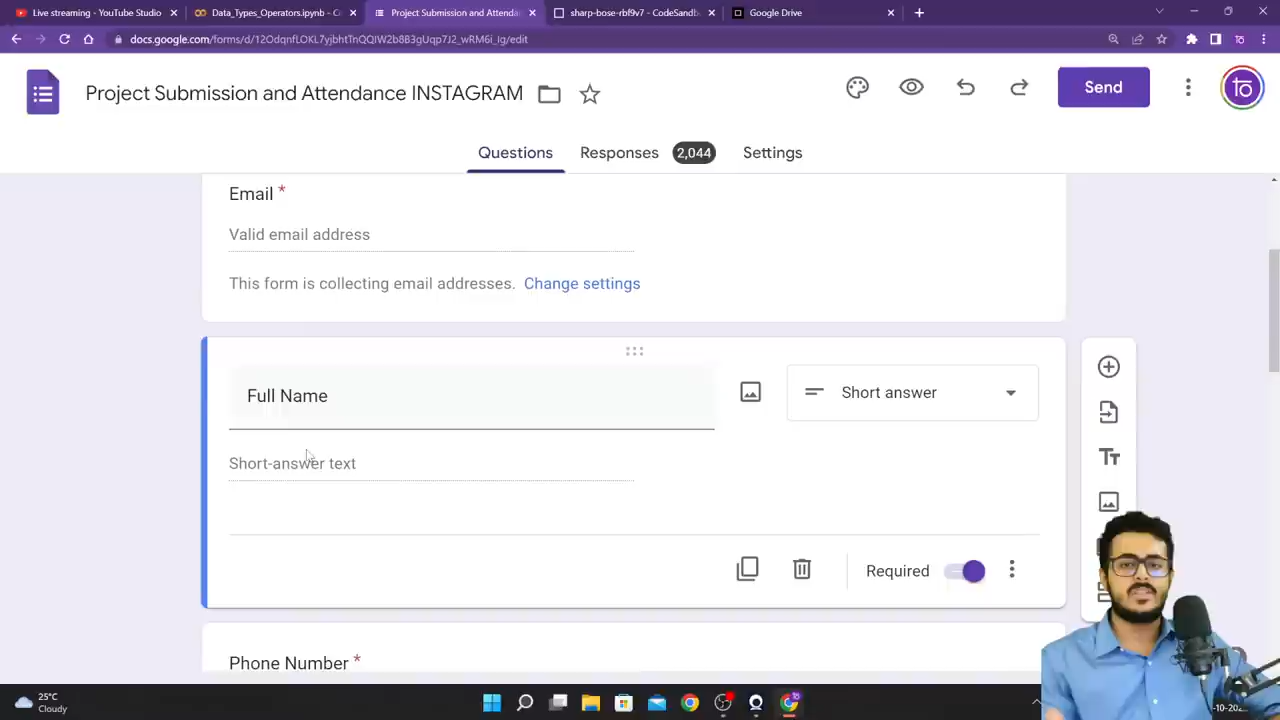 Live streaming - YouTube Studio
Data_Types_Operators.ipynb - C
Project Submission and Attenda
sharp-bose-rbf9v7 - CodeSandb
Google Drive
docs.google.com/forms/d/12OdqnfLOKL7yjbhtTnQQIW2b8B3gUqp7J2_wRM6i_Ig/edit
Project Submission and Attendance INSTAGRAM
Send
Questions
Responses
2,044
Settings
Email *
Valid email address
This form is collecting email addresses. Change settings
Full Name
Short answer
Short-answer text
Required
Phone Number *
25°C
Cloudy